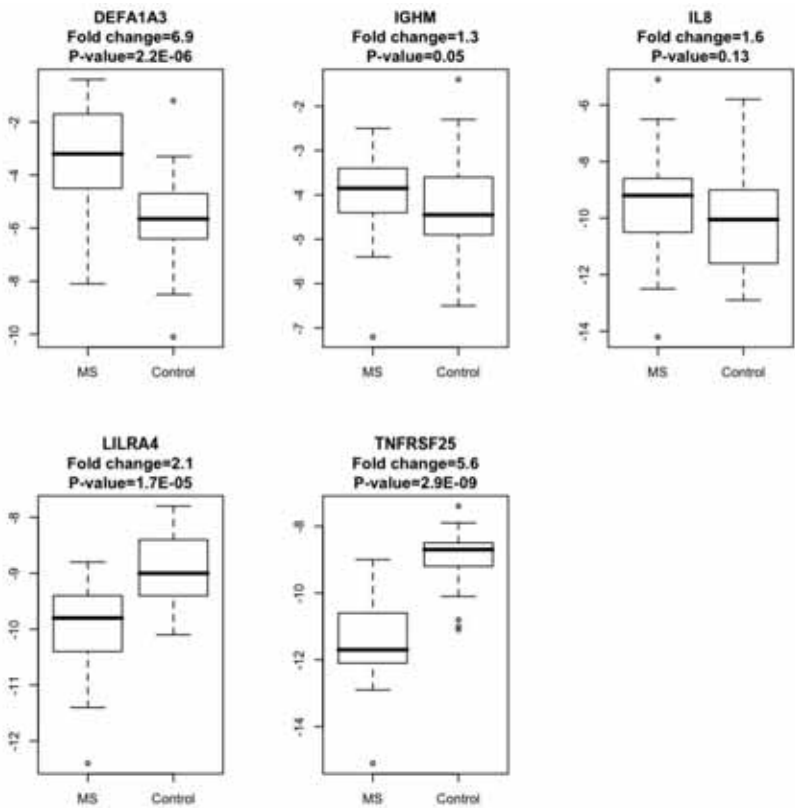 DEFA1A3
Fold change=6.9
P-value=2.2E-06
-2
-4
-6
-8
-10
MS Control
IGHM
Fold change=1.3
P-value=0.05
-2
-3
-4
-5
-6
-7
MS Control
IL8
Fold change=1.6
P-value=0.13
-6
-8
-10
-12
-14
MS Control
LILRA4
Fold change=2.1
P-value=1.7E-05
-8
-9
-10
-11
-12
MS Control
TNFRSF25
Fold change=5.6
P-value=2.9E-09
-8
-10
-12
-14
MS Control